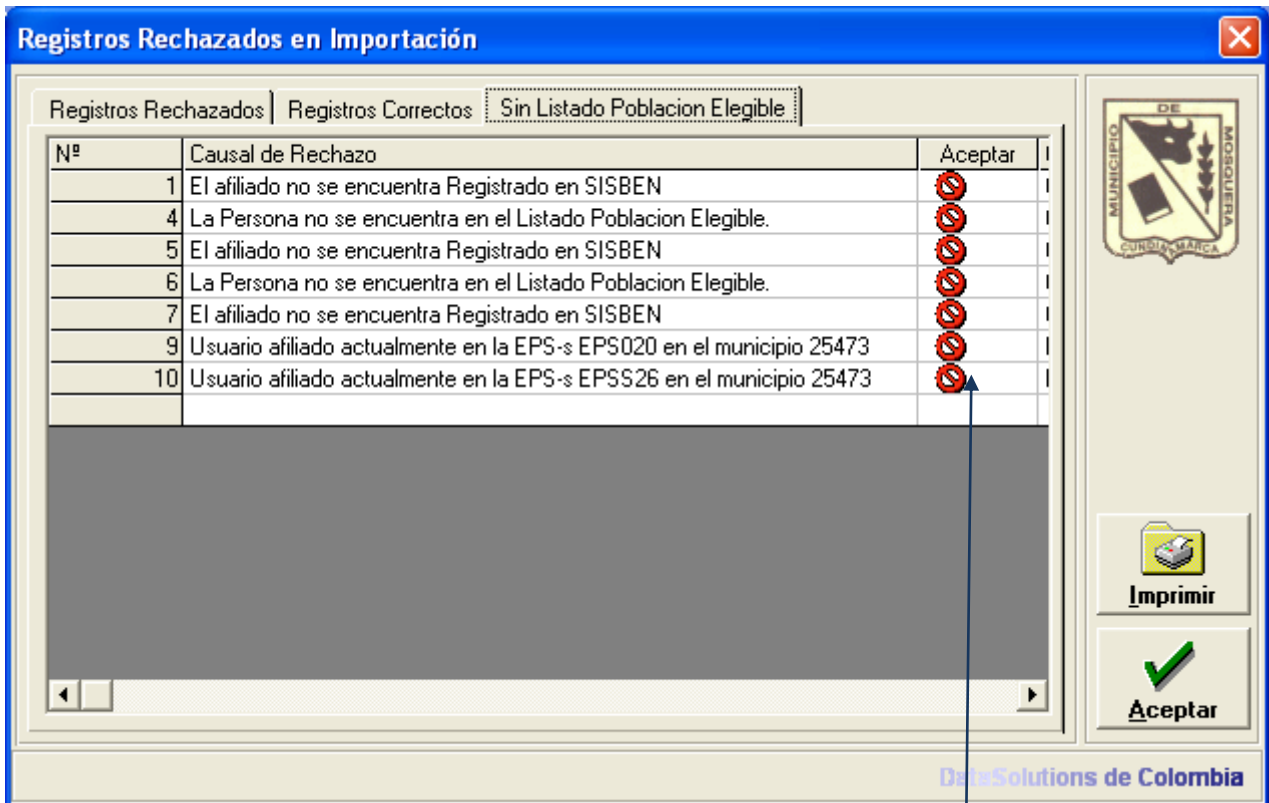 Registros Rechazados en Importación
Registros Rechazados Registros Correctos Sin Listado Poblacion Elegible
Nº Causal de Rechazo Aceptar
1 El afiliado no se encuentra Registrado en SISBEN
4 La Persona no se encuentra en el Listado Poblacion Elegible.
5 El afiliado no se encuentra Registrado en SISBEN
6 La Persona no se encuentra en el Listado Poblacion Elegible.
7 El afiliado no se encuentra Registrado en SISBEN
9 Usuario afiliado actualmente en la EPS-s EPS020 en el municipio 25473
10 Usuario afiliado actualmente en la EPS-s EPSS26 en el municipio 25473
DE
MUNICIPIO
MOSQUERA
CUNDINAMARCA
Imprimir
Aceptar
DataSolutions de Colombia